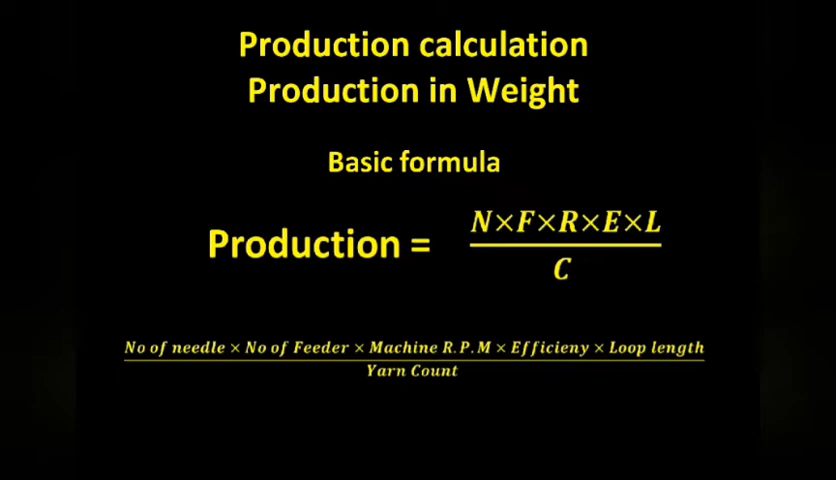 Production calculation
Production in Weight
Basic formula
Production = N×F×R×E×L / C
No of needle × No of Feeder × Machine R.P.M × Efficieny × Loop length
Yarn Count